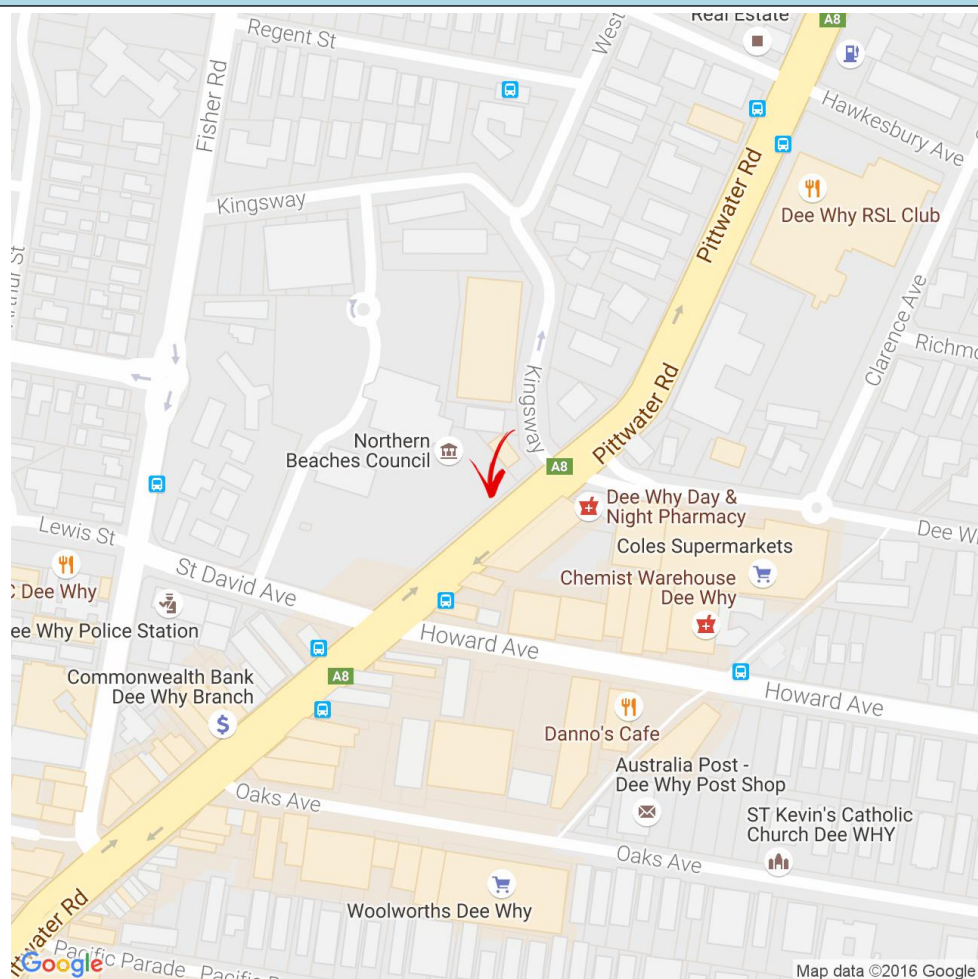 Real Estate
A8
Regent St
West
Fisher Rd
Hawkesbury Ave
Kingsway
Pittwater Rd
Dee Why RSL Club
Clarence Ave
Richmo
Kingsway
Pittwater Rd
Northern
Beaches Council
A8
Dee Why Day &
Night Pharmacy
Lewis St
Dee W
Coles Supermarkets
St David Ave
Chemist Warehouse
Dee Why
C Dee Why
ee Why Police Station
Howard Ave
Commonwealth Bank
Dee Why Branch
A8
Howard Ave
Danno's Cafe
Australia Post -
Dee Why Post Shop
Oaks Ave
ST Kevin's Catholic
Church Dee WHY
Oaks Ave
Woolworths Dee Why
ttwater Rd
Pacific Parade
Pacific
Google
Map data ©2016 Google